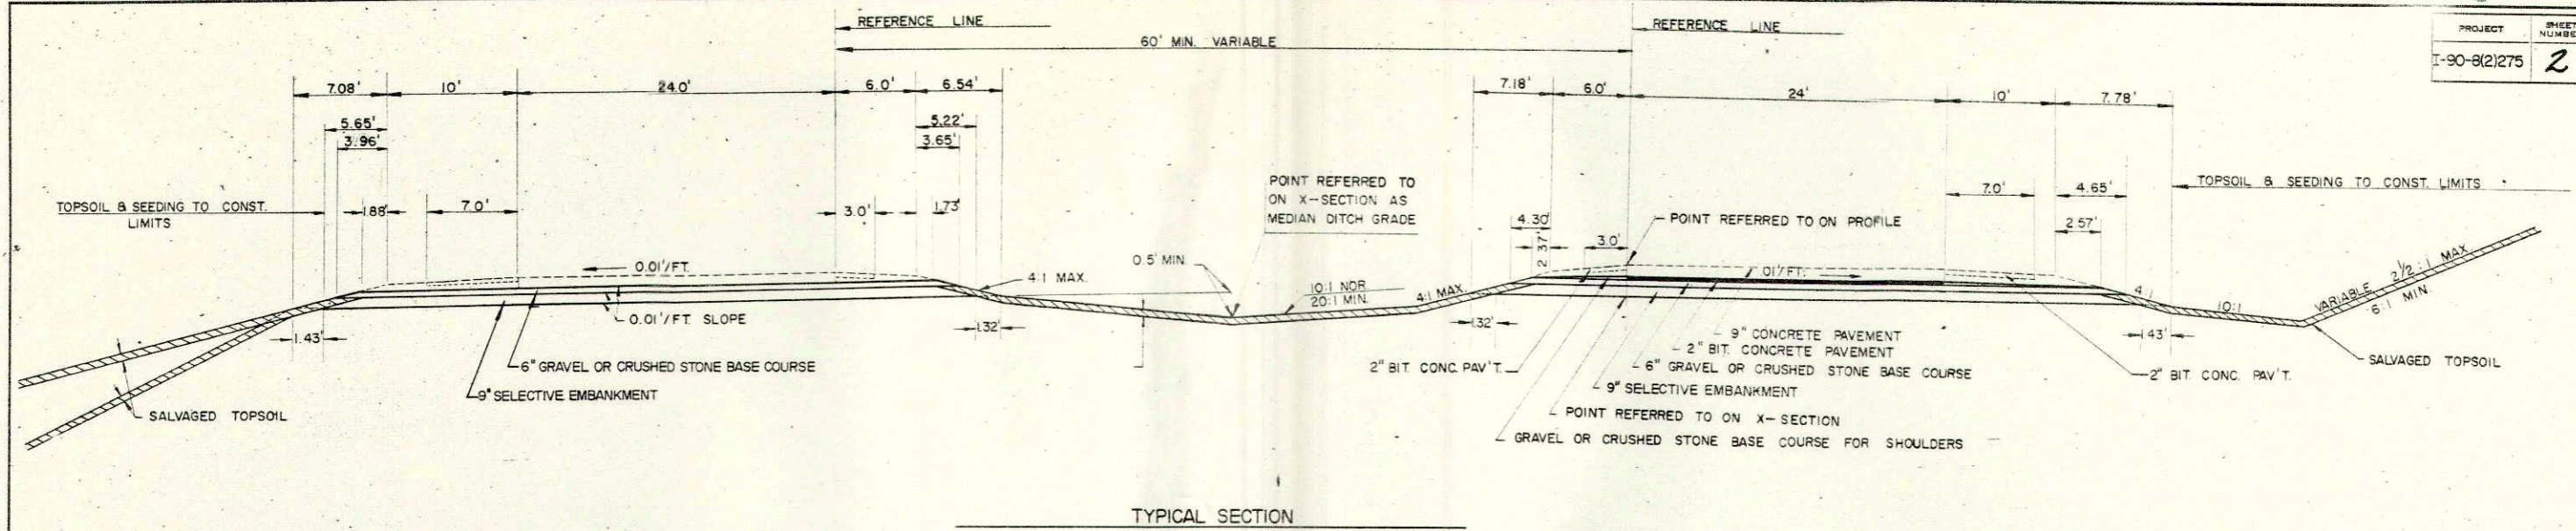 REFERENCE LINE
60' MIN. VARIABLE
REFERENCE LINE
PROJECT
SHEET
NUMBE
I-90-8(2)275
2
7.08'
10'
24.0'
6.0'
6.54'
7.18'
6.0'
24'
10'
7.78'
5.65'
3.96'
5.22'
3.65'
TOPSOIL & SEEDING TO CONST.
LIMITS
1.88'
7.0'
3.0'
1.73'
POINT REFERRED TO
ON X-SECTION AS
MEDIAN DITCH GRADE
4.30'
2.37'
3.0'
POINT REFERRED TO ON PROFILE
7.0'
4.65'
2.57'
TOPSOIL & SEEDING TO CONST. LIMITS
0.01'/FT.
4:1 MAX.
0.5' MIN.
10:1 NOR.
20:1 MIN.
4:1 MAX.
.01'/FT.
4:1
10:1
VARIABLE 2 1/2:1 MAX.
6:1 MIN.
1.43'
0.01'/FT. SLOPE
1.32'
1.32'
1.43'
6" GRAVEL OR CRUSHED STONE BASE COURSE
9" SELECTIVE EMBANKMENT
SALVAGED TOPSOIL
2" BIT. CONC. PAV'T.
9" CONCRETE PAVEMENT
2" BIT. CONCRETE PAVEMENT
6" GRAVEL OR CRUSHED STONE BASE COURSE
9" SELECTIVE EMBANKMENT
POINT REFERRED TO ON X-SECTION
GRAVEL OR CRUSHED STONE BASE COURSE FOR SHOULDERS
2" BIT. CONC. PAV'T.
SALVAGED TOPSOIL
TYPICAL SECTION